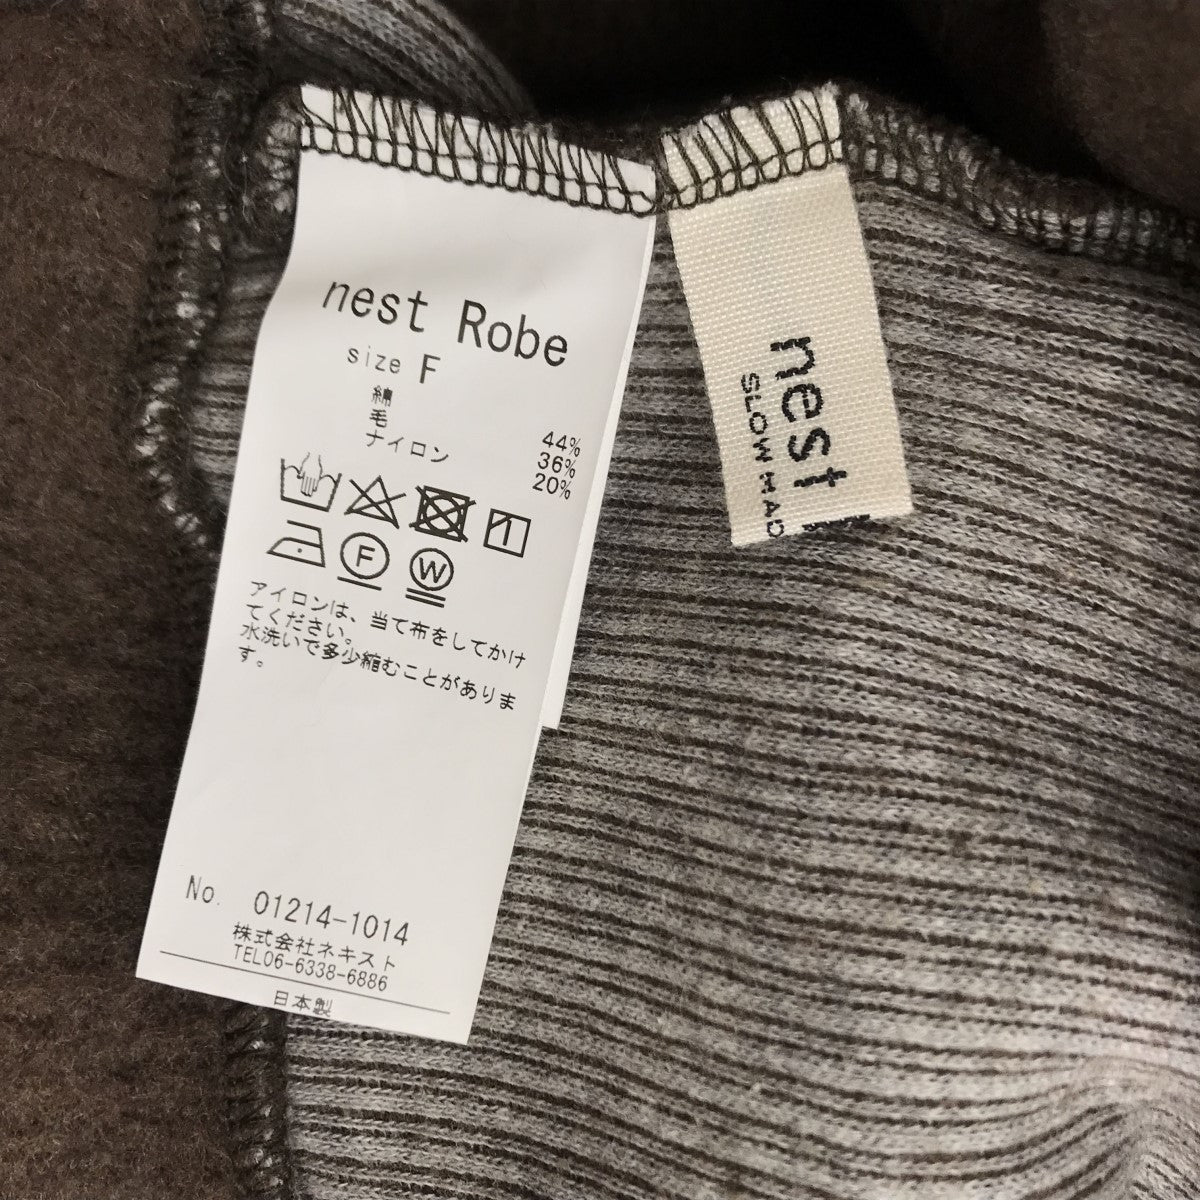 nest Robe
size F
綿 44%
毛 36%
ナイロン 20%
F W
アイロンは、当て布をしてかけ
てください。
水洗いで多少縮むことがありま
す。
No. 01214-1014
株式会社ネキスト
TEL06-6338-6886
日本製
nest
SLOW MAD